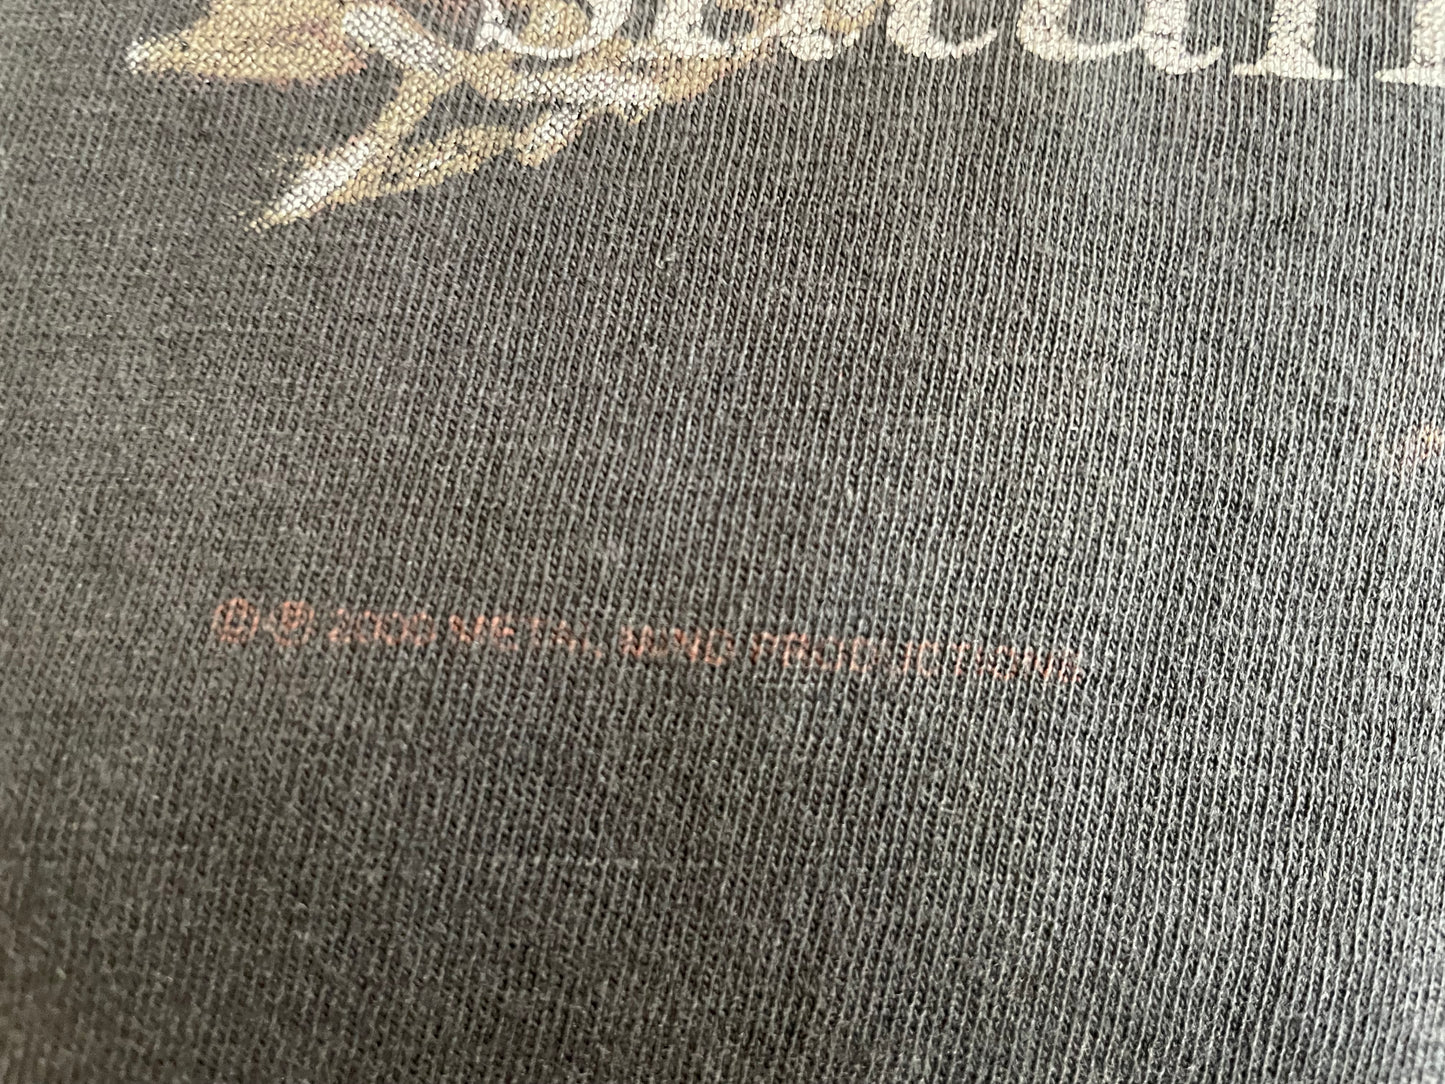 © ℗ 2000 METAL MIND PRODUCTIONS